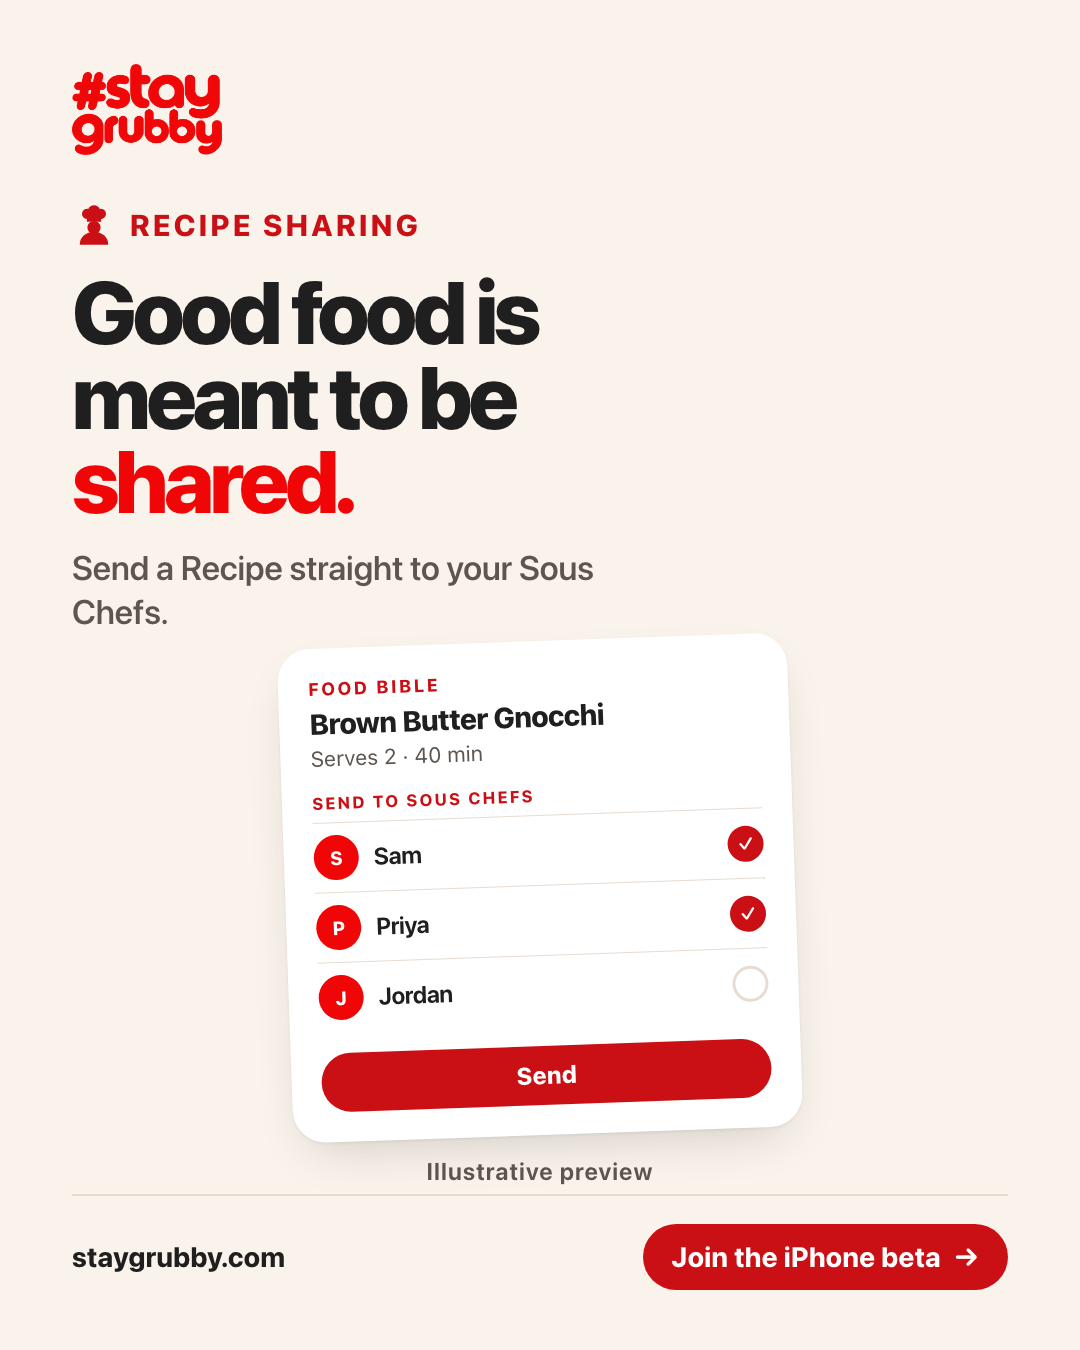 #stay
grubby
RECIPE SHARING
Good food is
meant to be
shared.
Send a Recipe straight to your Sous
Chefs.
FOOD BIBLE
Brown Butter Gnocchi
Serves 2 · 40 min
SEND TO SOUS CHEFS
S Sam
P Priya
J Jordan
Send
Illustrative preview
staygrubby.com
Join the iPhone beta →